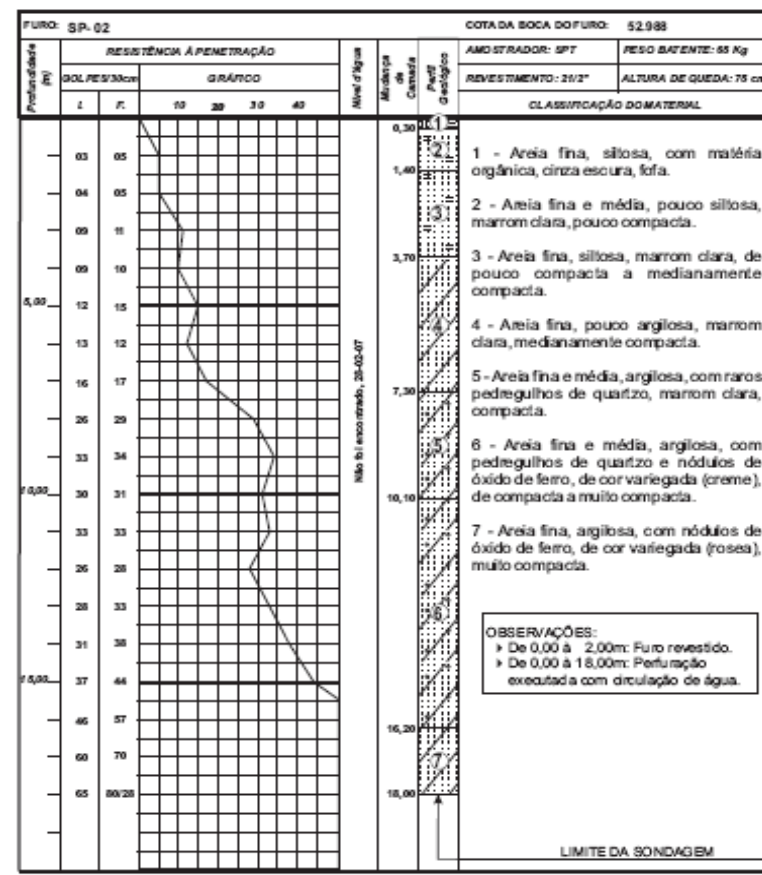 FURO: SP-02
COTA DA BOCA DO FURO: 52.988
Profundidade (m)
RESISTÊNCIA À PENETRAÇÃO
GOLPES/30cm
GRÁFICO
I. F. 10 20 30 40
Nível d'Água
Mudança de Camada
Perfil Geológico
AMOSTRADOR: SPT
PESO BATENTE: 65 Kg
REVESTIMENTO: 21/2"
ALTURA DE QUEDA: 75 cm
CLASSIFICAÇÃO DO MATERIAL
03 05
04 05
09 11
09 10
5,00 12 15
13 12
16 17
26 29
33 34
10,00 30 31
33 33
26 28
28 33
31 38
15,00 37 44
46 57
60 70
65 80/28
Não foi encontrado, 28-02-07
0,30
1,40
3,70
7,30
10,10
16,20
18,00
1
2
3
4
5
6
7
1 - Areia fina, siltosa, com matéria
orgânica, cinza escura, fofa.
2 - Areia fina e média, pouco siltosa,
marrom clara, pouco compacta.
3 - Areia fina, siltosa, marrom clara, de
pouco compacta a medianamente
compacta.
4 - Areia fina, pouco argilosa, marrom
clara, medianamente compacta.
5 - Areia fina e média, argilosa, com raros
pedregulhos de quartzo, marrom clara,
compacta.
6 - Areia fina e média, argilosa, com
pedregulhos de quartzo e nódulos de
óxido de ferro, de cor variegada (creme),
de compacta a muito compacta.
7 - Areia fina, argilosa, com nódulos de
óxido de ferro, de cor variegada (rosea),
muito compacta.
OBSERVAÇÕES:
De 0,00 à 2,00m: Furo revestido.
De 0,00 à 18,00m: Perfuração
executada com circulação de água.
LIMITE DA SONDAGEM